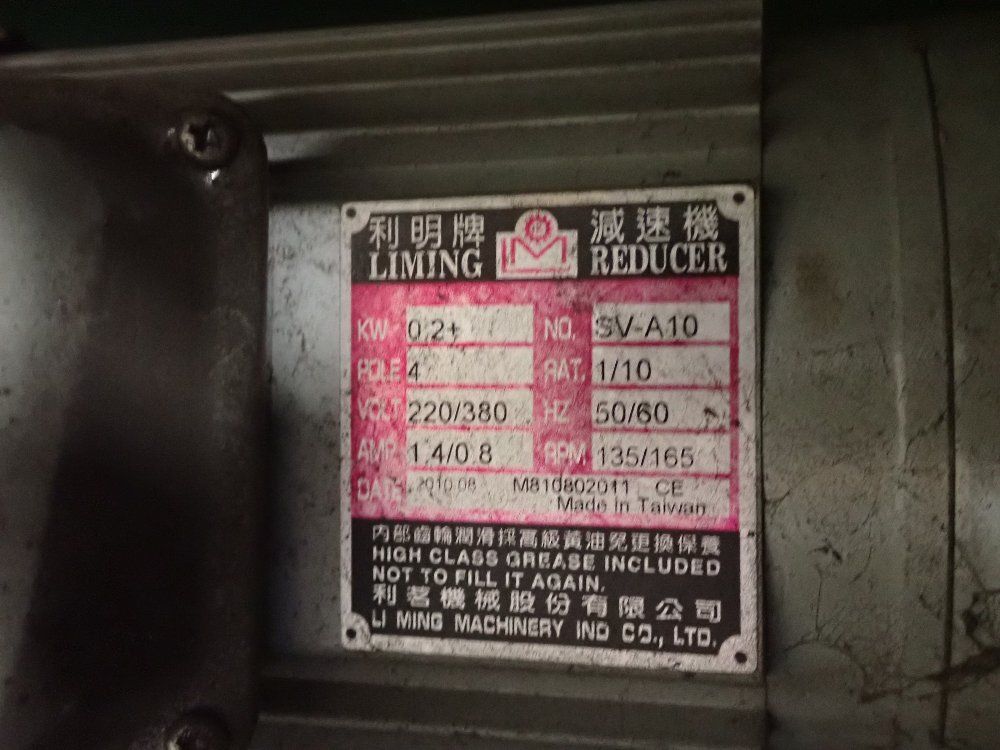 利明牌 減速機
LIMING REDUCER
KW 0.2 NO. SV-A10
POLE 4 RAT. 1/10
VOLT 220/380 HZ 50/60
AMP. 1.4/0.8 RPM 135/165
DATE 2010.08 M810802011 CE
Made in Taiwan
內部齒輪潤滑採高級黃油免更換保養
HIGH CLASS GREASE INCLUDED
NOT TO FILL IT AGAIN.
利茗機械股份有限公司
LI MING MACHINERY IND CO., LTD.